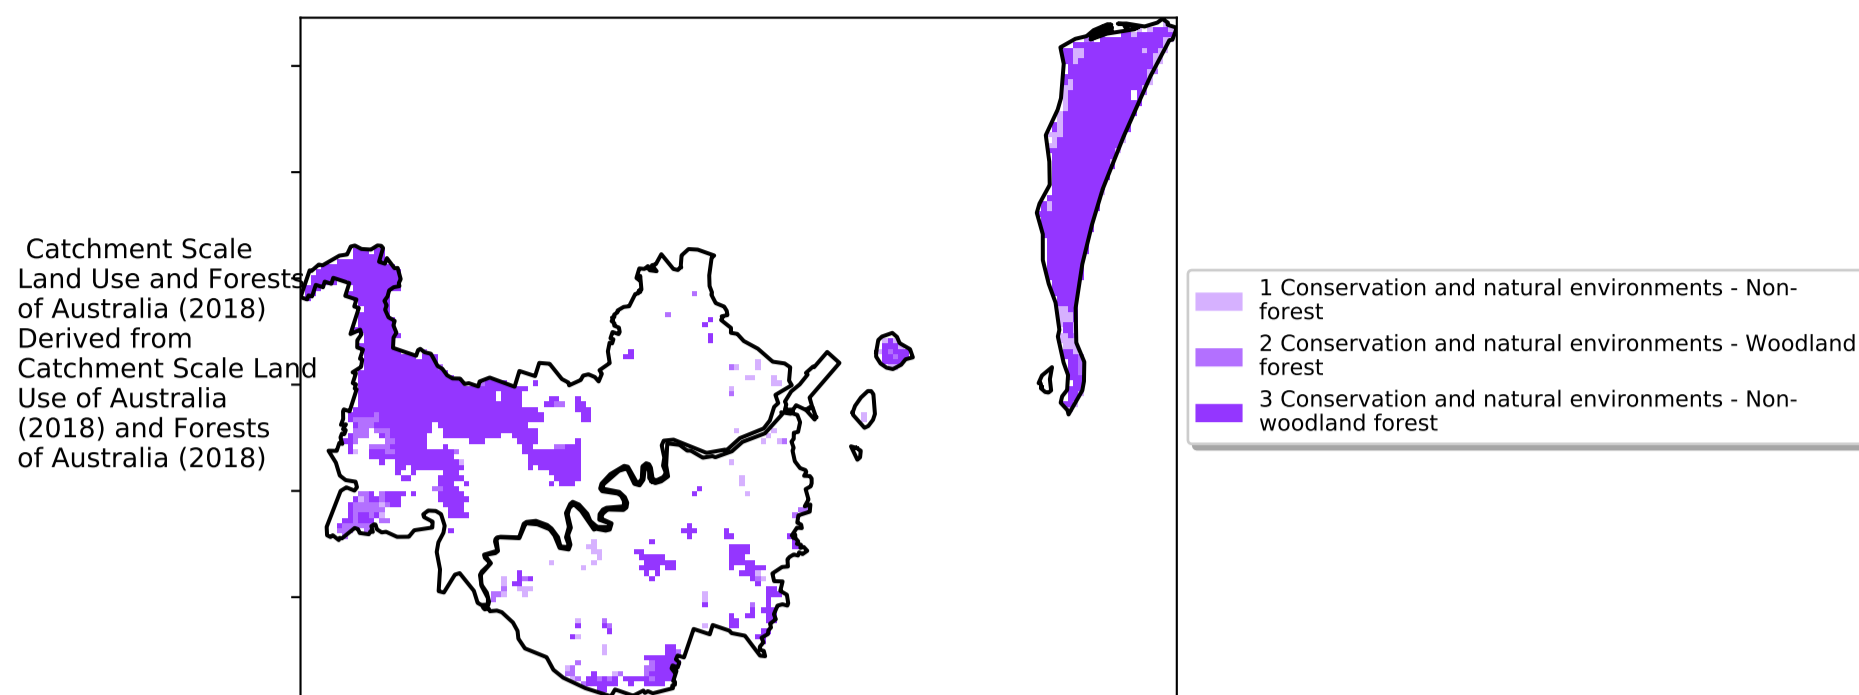 Catchment Scale
Land Use and Forests
of Australia (2018)
Derived from
Catchment Scale Land
Use of Australia
(2018) and Forests
of Australia (2018)
1 Conservation and natural environments - Non-
forest
2 Conservation and natural environments - Woodland
forest
3 Conservation and natural environments - Non-
woodland forest